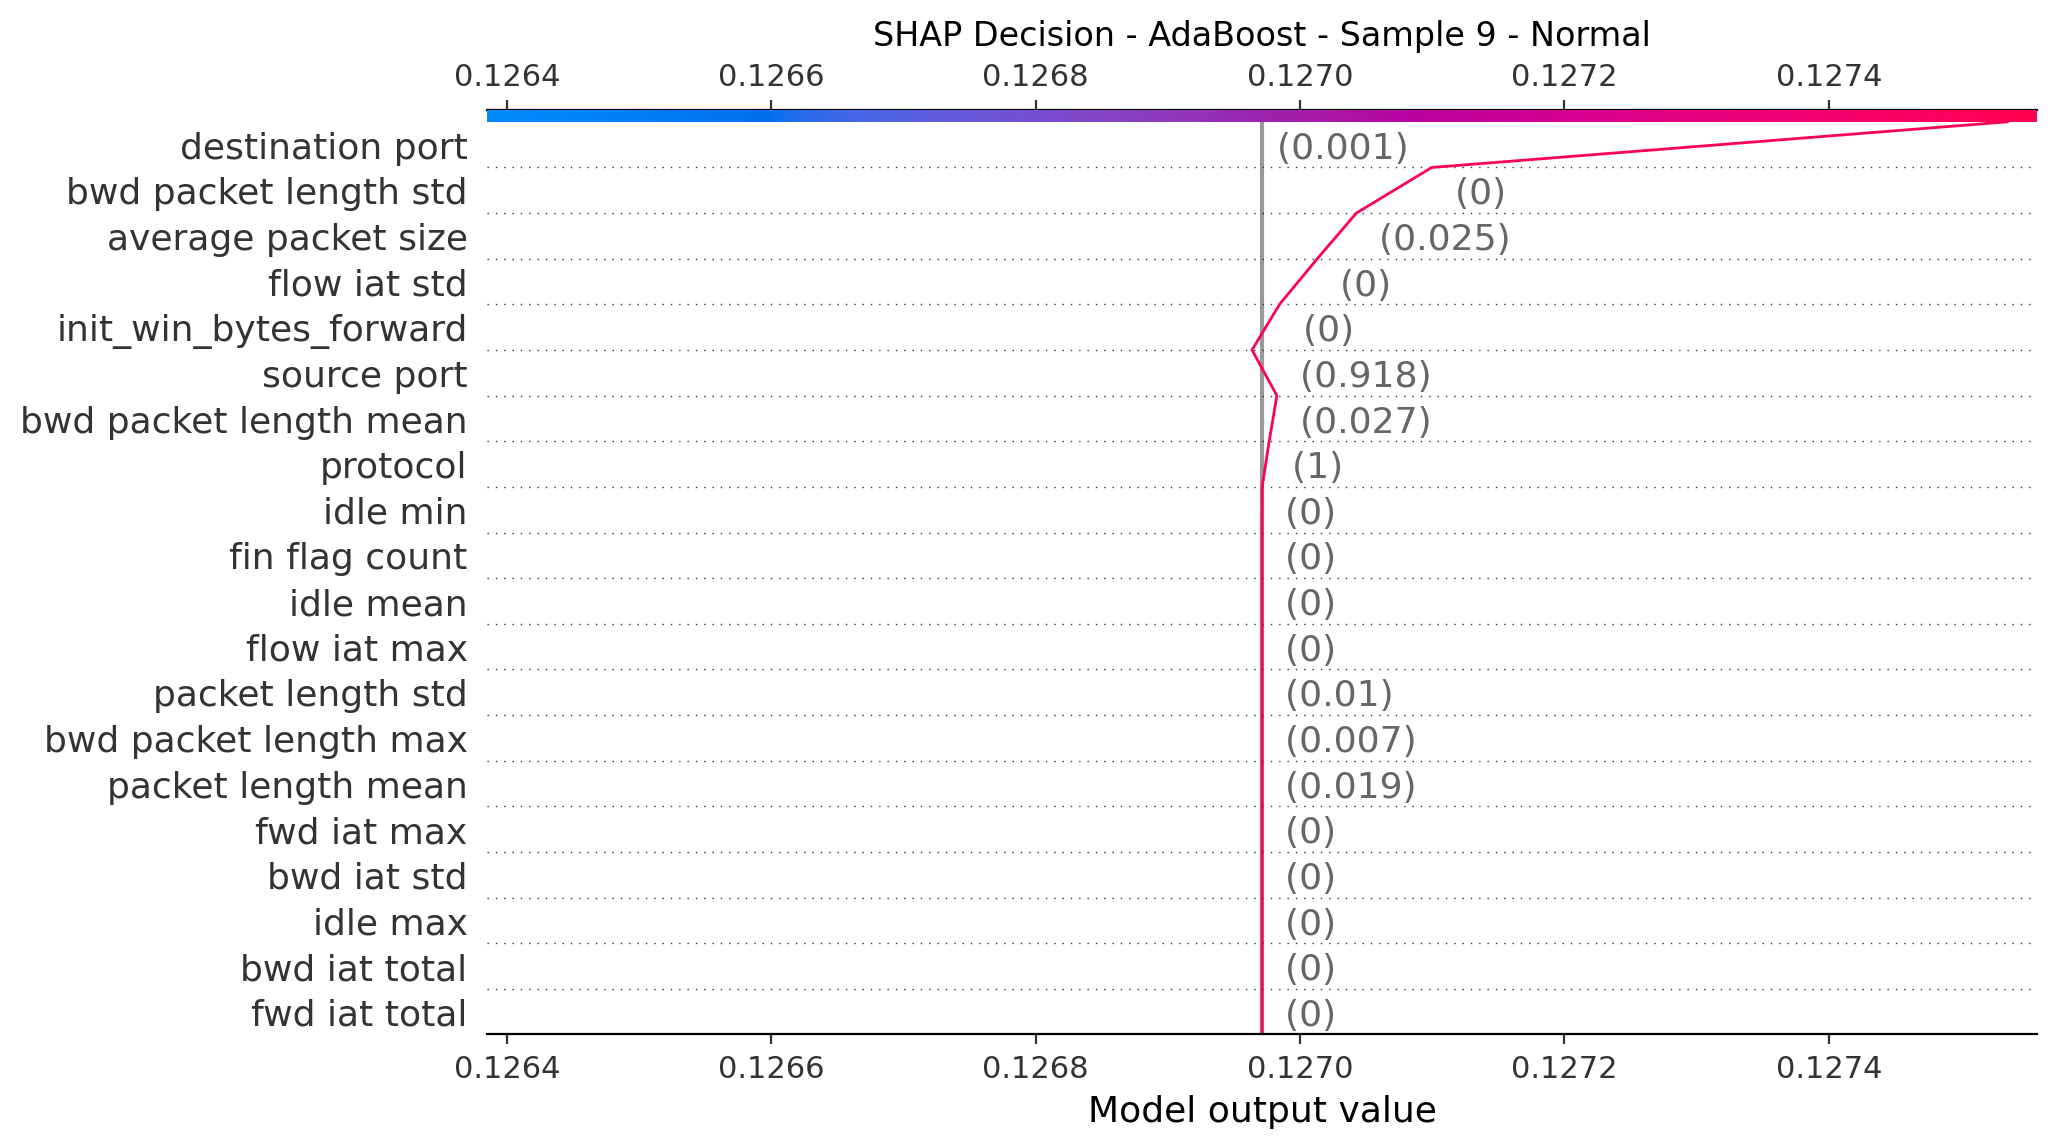 SHAP Decision - AdaBoost - Sample 9 - Normal
0.1264 0.1266 0.1268 0.1270 0.1272 0.1274
destination port (0.001)
bwd packet length std (0)
average packet size (0.025)
flow iat std (0)
init_win_bytes_forward (0)
source port (0.918)
bwd packet length mean (0.027)
protocol (1)
idle min (0)
fin flag count (0)
idle mean (0)
flow iat max (0)
packet length std (0.01)
bwd packet length max (0.007)
packet length mean (0.019)
fwd iat max (0)
bwd iat std (0)
idle max (0)
bwd iat total (0)
fwd iat total (0)
0.1264 0.1266 0.1268 0.1270 0.1272 0.1274
Model output value